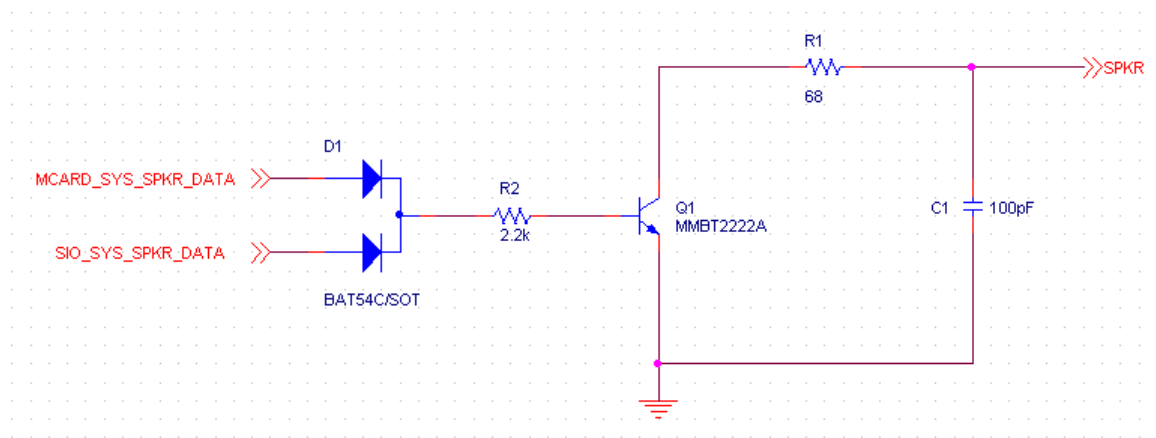 R1
SPKR
68
D1
MCARD_SYS_SPKR_DATA
R2
2.2k
Q1
MMBT2222A
C1
100pF
SIO_SYS_SPKR_DATA
BAT54C/SOT